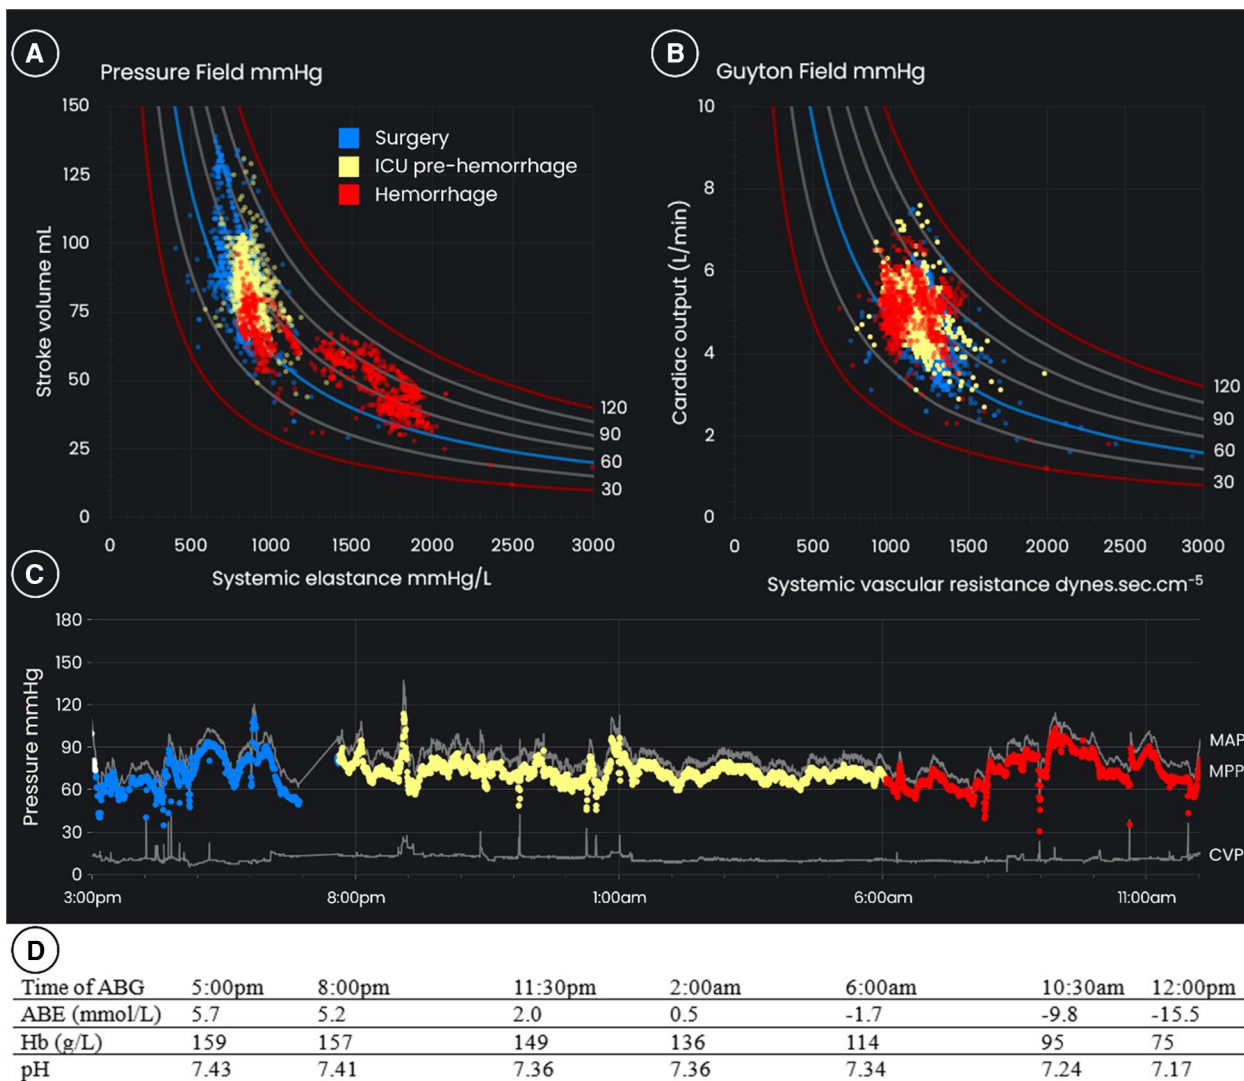 A
Pressure Field mmHg
150
125
100
75
50
25
0
Stroke volume mL
Surgery
ICU pre-hemorrhage
Hemorrhage
120
90
60
30
0 500 1000 1500 2000 2500 3000
Systemic elastance mmHg/L
B
Guyton Field mmHg
10
8
6
4
2
0
Cardiac output (L/min)
120
90
60
30
0 500 1000 1500 2000 2500 3000
Systemic vascular resistance dynes.sec.cm-5
C
180
150
120
90
60
30
0
Pressure mmHg
MAP
MPP
CVP
3:00pm 8:00pm 1:00am 6:00am 11:00am
D
Time of ABG 5:00pm 8:00pm 11:30pm 2:00am 6:00am 10:30am 12:00pm
ABE (mmol/L) 5.7 5.2 2.0 0.5 -1.7 -9.8 -15.5
Hb (g/L) 159 157 149 136 114 95 75
pH 7.43 7.41 7.36 7.36 7.34 7.24 7.17